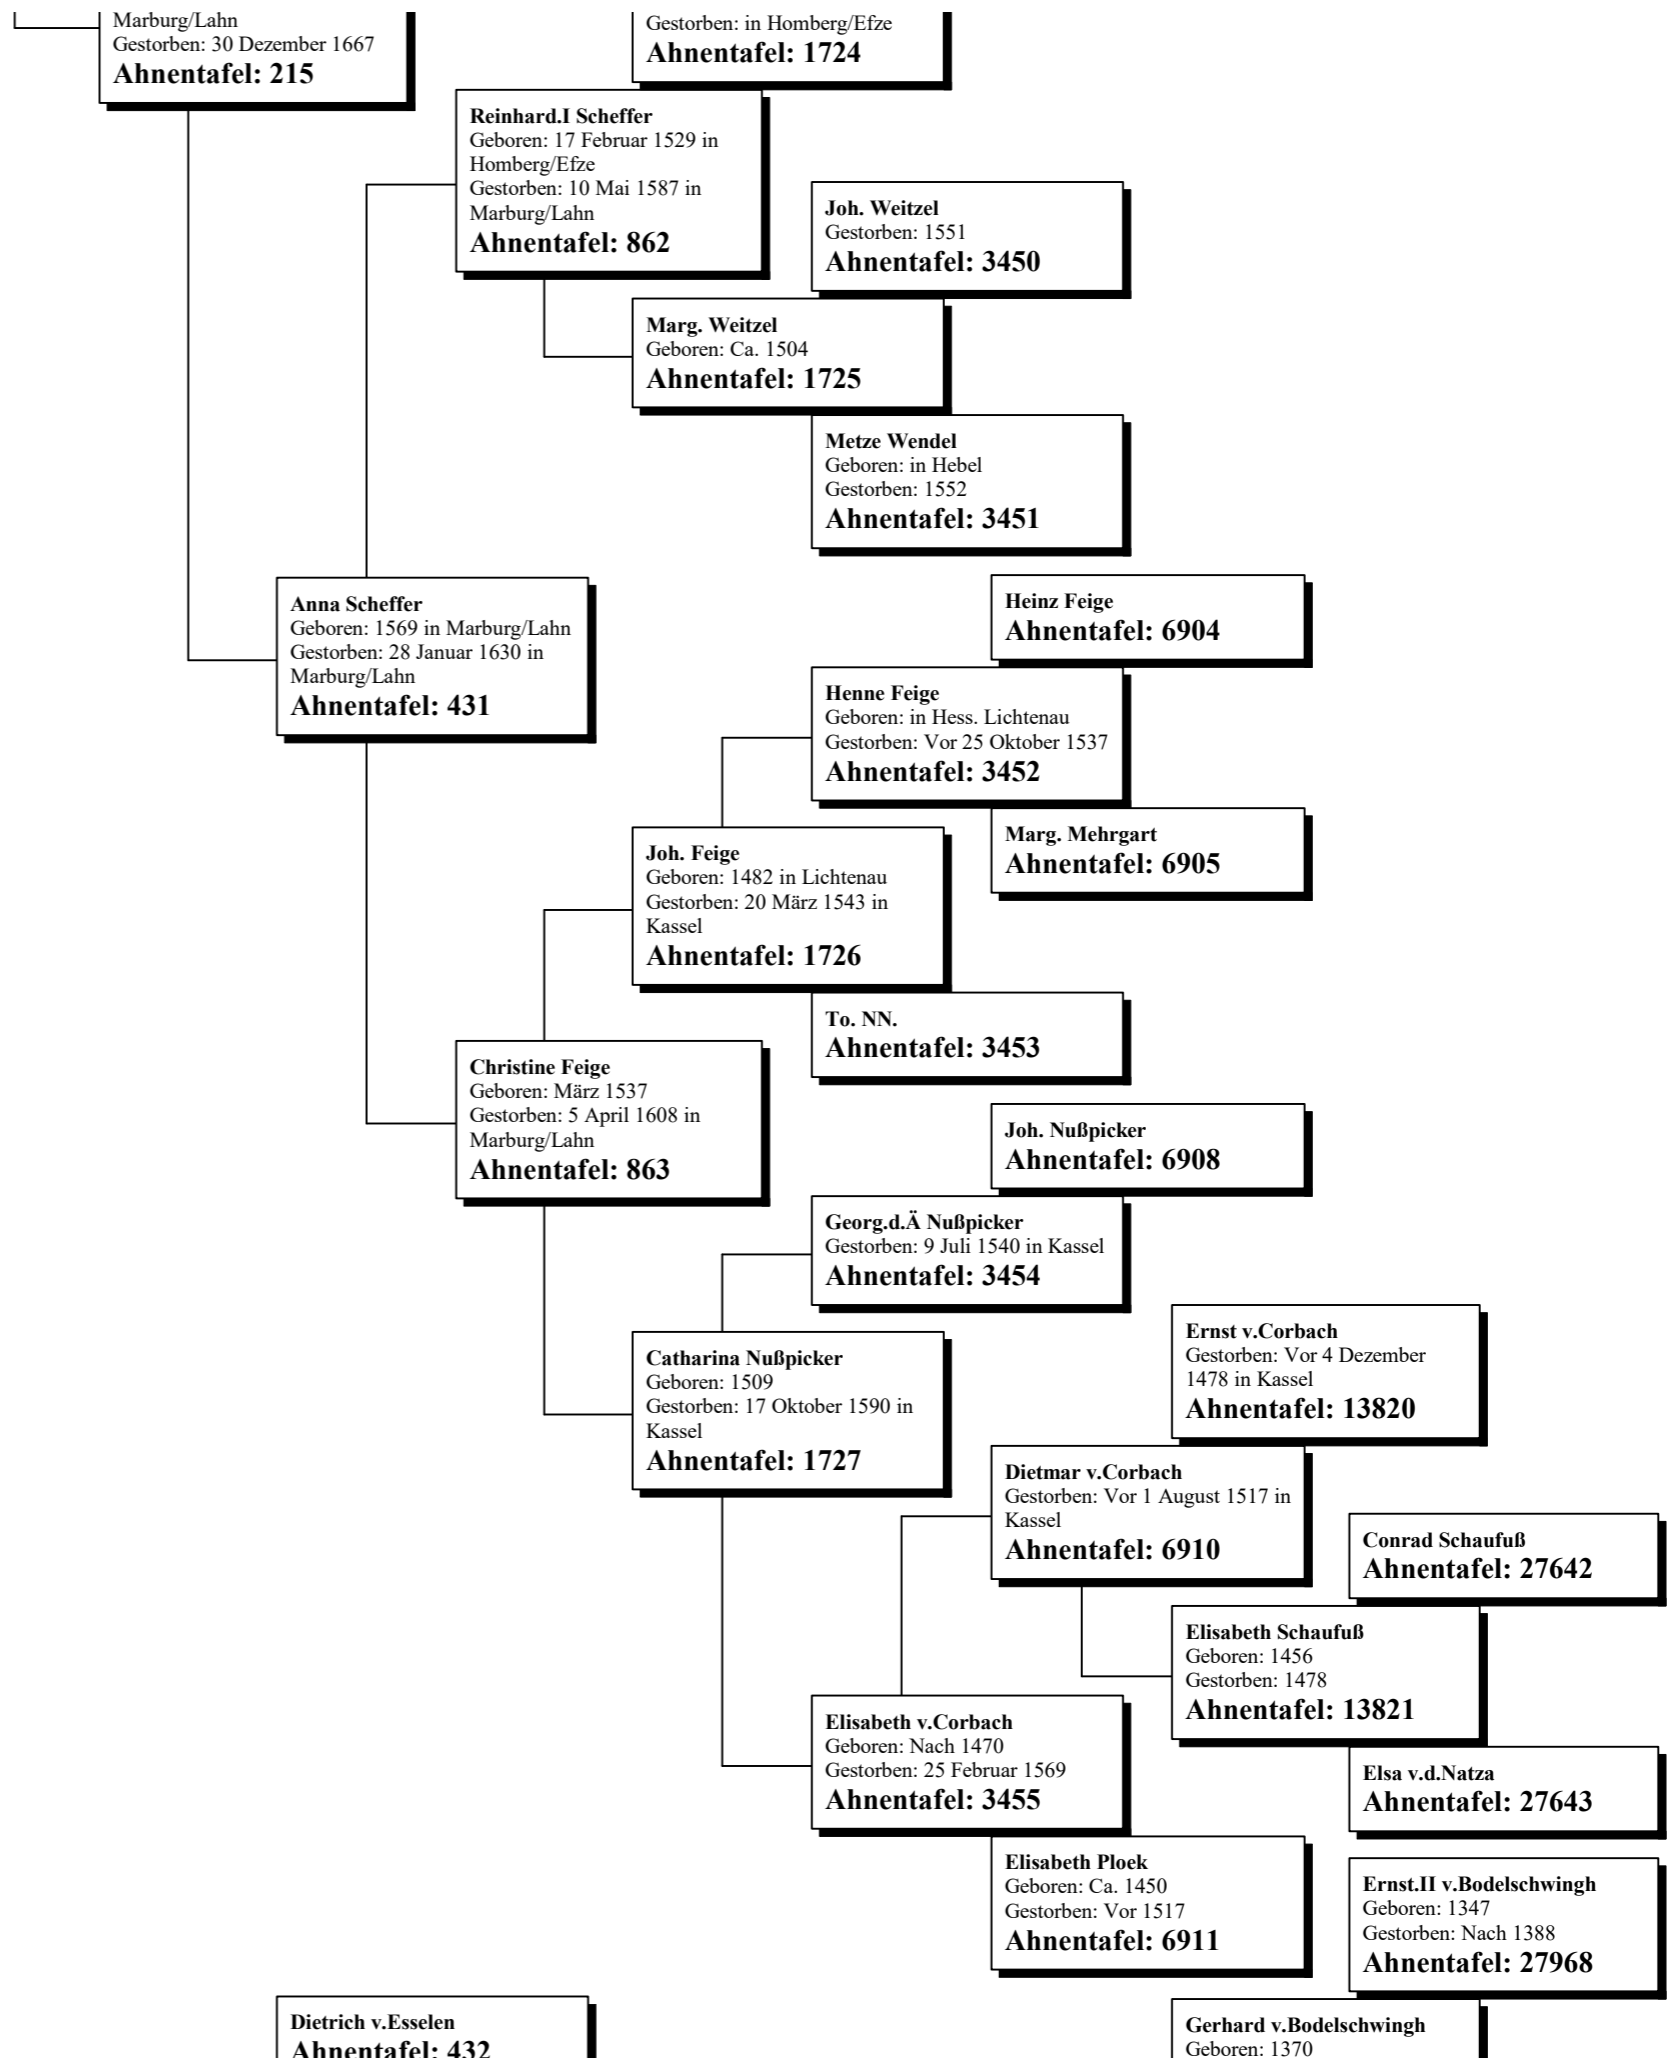 Marburg/Lahn
Gestorben: 30 Dezember 1667
Ahnentafel: 215
Gestorben: in Homberg/Efze
Ahnentafel: 1724
Reinhard.I Scheffer
Geboren: 17 Februar 1529 in
Homberg/Efze
Gestorben: 10 Mai 1587 in
Marburg/Lahn
Ahnentafel: 862
Joh. Weitzel
Gestorben: 1551
Ahnentafel: 3450
Marg. Weitzel
Geboren: Ca. 1504
Ahnentafel: 1725
Metze Wendel
Geboren: in Hebel
Gestorben: 1552
Ahnentafel: 3451
Anna Scheffer
Geboren: 1569 in Marburg/Lahn
Gestorben: 28 Januar 1630 in
Marburg/Lahn
Ahnentafel: 431
Heinz Feige
Ahnentafel: 6904
Henne Feige
Geboren: in Hess. Lichtenau
Gestorben: Vor 25 Oktober 1537
Ahnentafel: 3452
Marg. Mehrgart
Ahnentafel: 6905
Joh. Feige
Geboren: 1482 in Lichtenau
Gestorben: 20 März 1543 in
Kassel
Ahnentafel: 1726
To. NN.
Ahnentafel: 3453
Christine Feige
Geboren: März 1537
Gestorben: 5 April 1608 in
Marburg/Lahn
Ahnentafel: 863
Joh. Nußpicker
Ahnentafel: 6908
Georg.d.Ä Nußpicker
Gestorben: 9 Juli 1540 in Kassel
Ahnentafel: 3454
Catharina Nußpicker
Geboren: 1509
Gestorben: 17 Oktober 1590 in
Kassel
Ahnentafel: 1727
Ernst v.Corbach
Gestorben: Vor 4 Dezember
1478 in Kassel
Ahnentafel: 13820
Dietmar v.Corbach
Gestorben: Vor 1 August 1517 in
Kassel
Ahnentafel: 6910
Conrad Schaufuß
Ahnentafel: 27642
Elisabeth Schaufuß
Geboren: 1456
Gestorben: 1478
Ahnentafel: 13821
Elisabeth v.Corbach
Geboren: Nach 1470
Gestorben: 25 Februar 1569
Ahnentafel: 3455
Elsa v.d.Natza
Ahnentafel: 27643
Elisabeth Ploek
Geboren: Ca. 1450
Gestorben: Vor 1517
Ahnentafel: 6911
Ernst.II v.Bodelschwingh
Geboren: 1347
Gestorben: Nach 1388
Ahnentafel: 27968
Dietrich v.Esselen
Ahnentafel: 432
Gerhard v.Bodelschwingh
Geboren: 1370